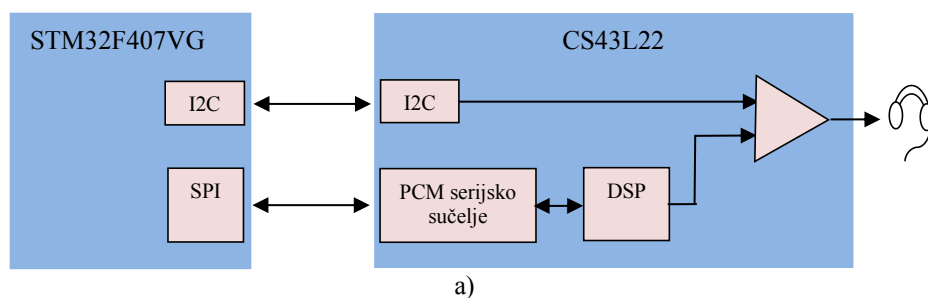 STM32F407VG
CS43L22
I2C
I2C
SPI
PCM serijsko
sučelje
DSP
a)